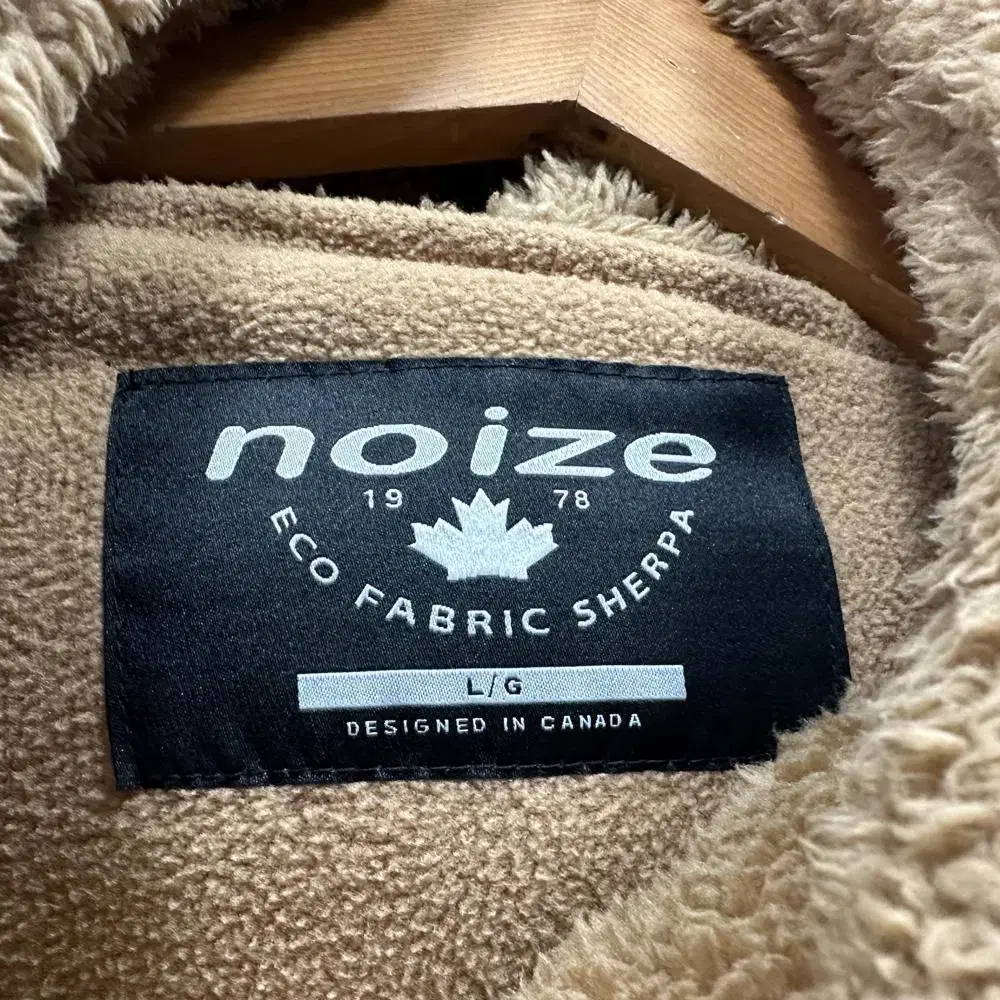 noize
19 78
ECO FABRIC SHERPA
L/G
DESIGNED IN CANADA